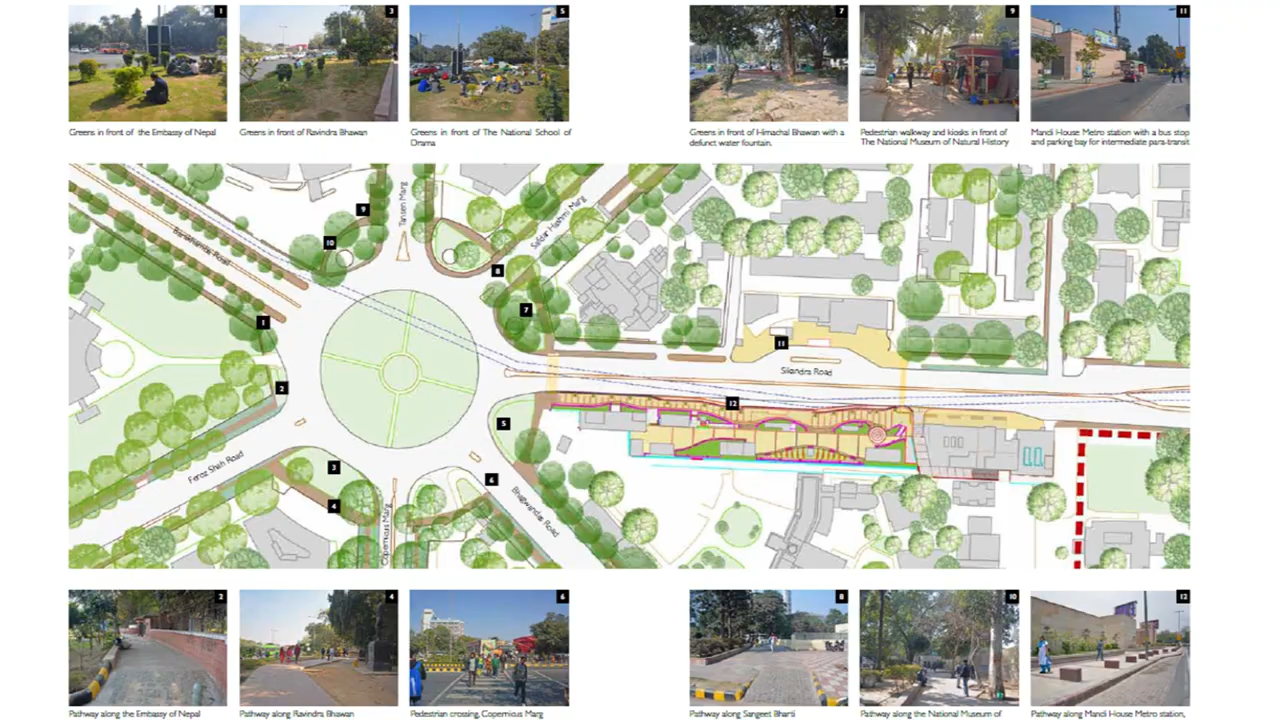 1
3
5
7
9
11
Greens in front of the Embassy of Nepal
Greens in front of Ravindra Bhawan
Greens in front of The National School of
Drama
Greens in front of Himachal Bhawan with a
defunct water fountain.
Pedestrian walkway and kiosks in front of
The National Museum of Natural History
Mandi House Metro station with a bus stop
and parking bay for intermediate para-transit
Tansen Marg
Safdar Hashmi Marg
Barakhamba Road
9
10
8
7
1
11
Sikandra Road
2
12
5
Feroz Shah Road
3
6
4
Bhagwandas Road
Copernicus Marg
2
4
6
8
10
12
Pathway along the Embassy of Nepal
Pathway along Ravindra Bhawan
Pedestrian crossing, Copernicus Marg
Pathway along Sangeet Bharti
Pathway along the National Museum of
Pathway along Mandi House Metro station,